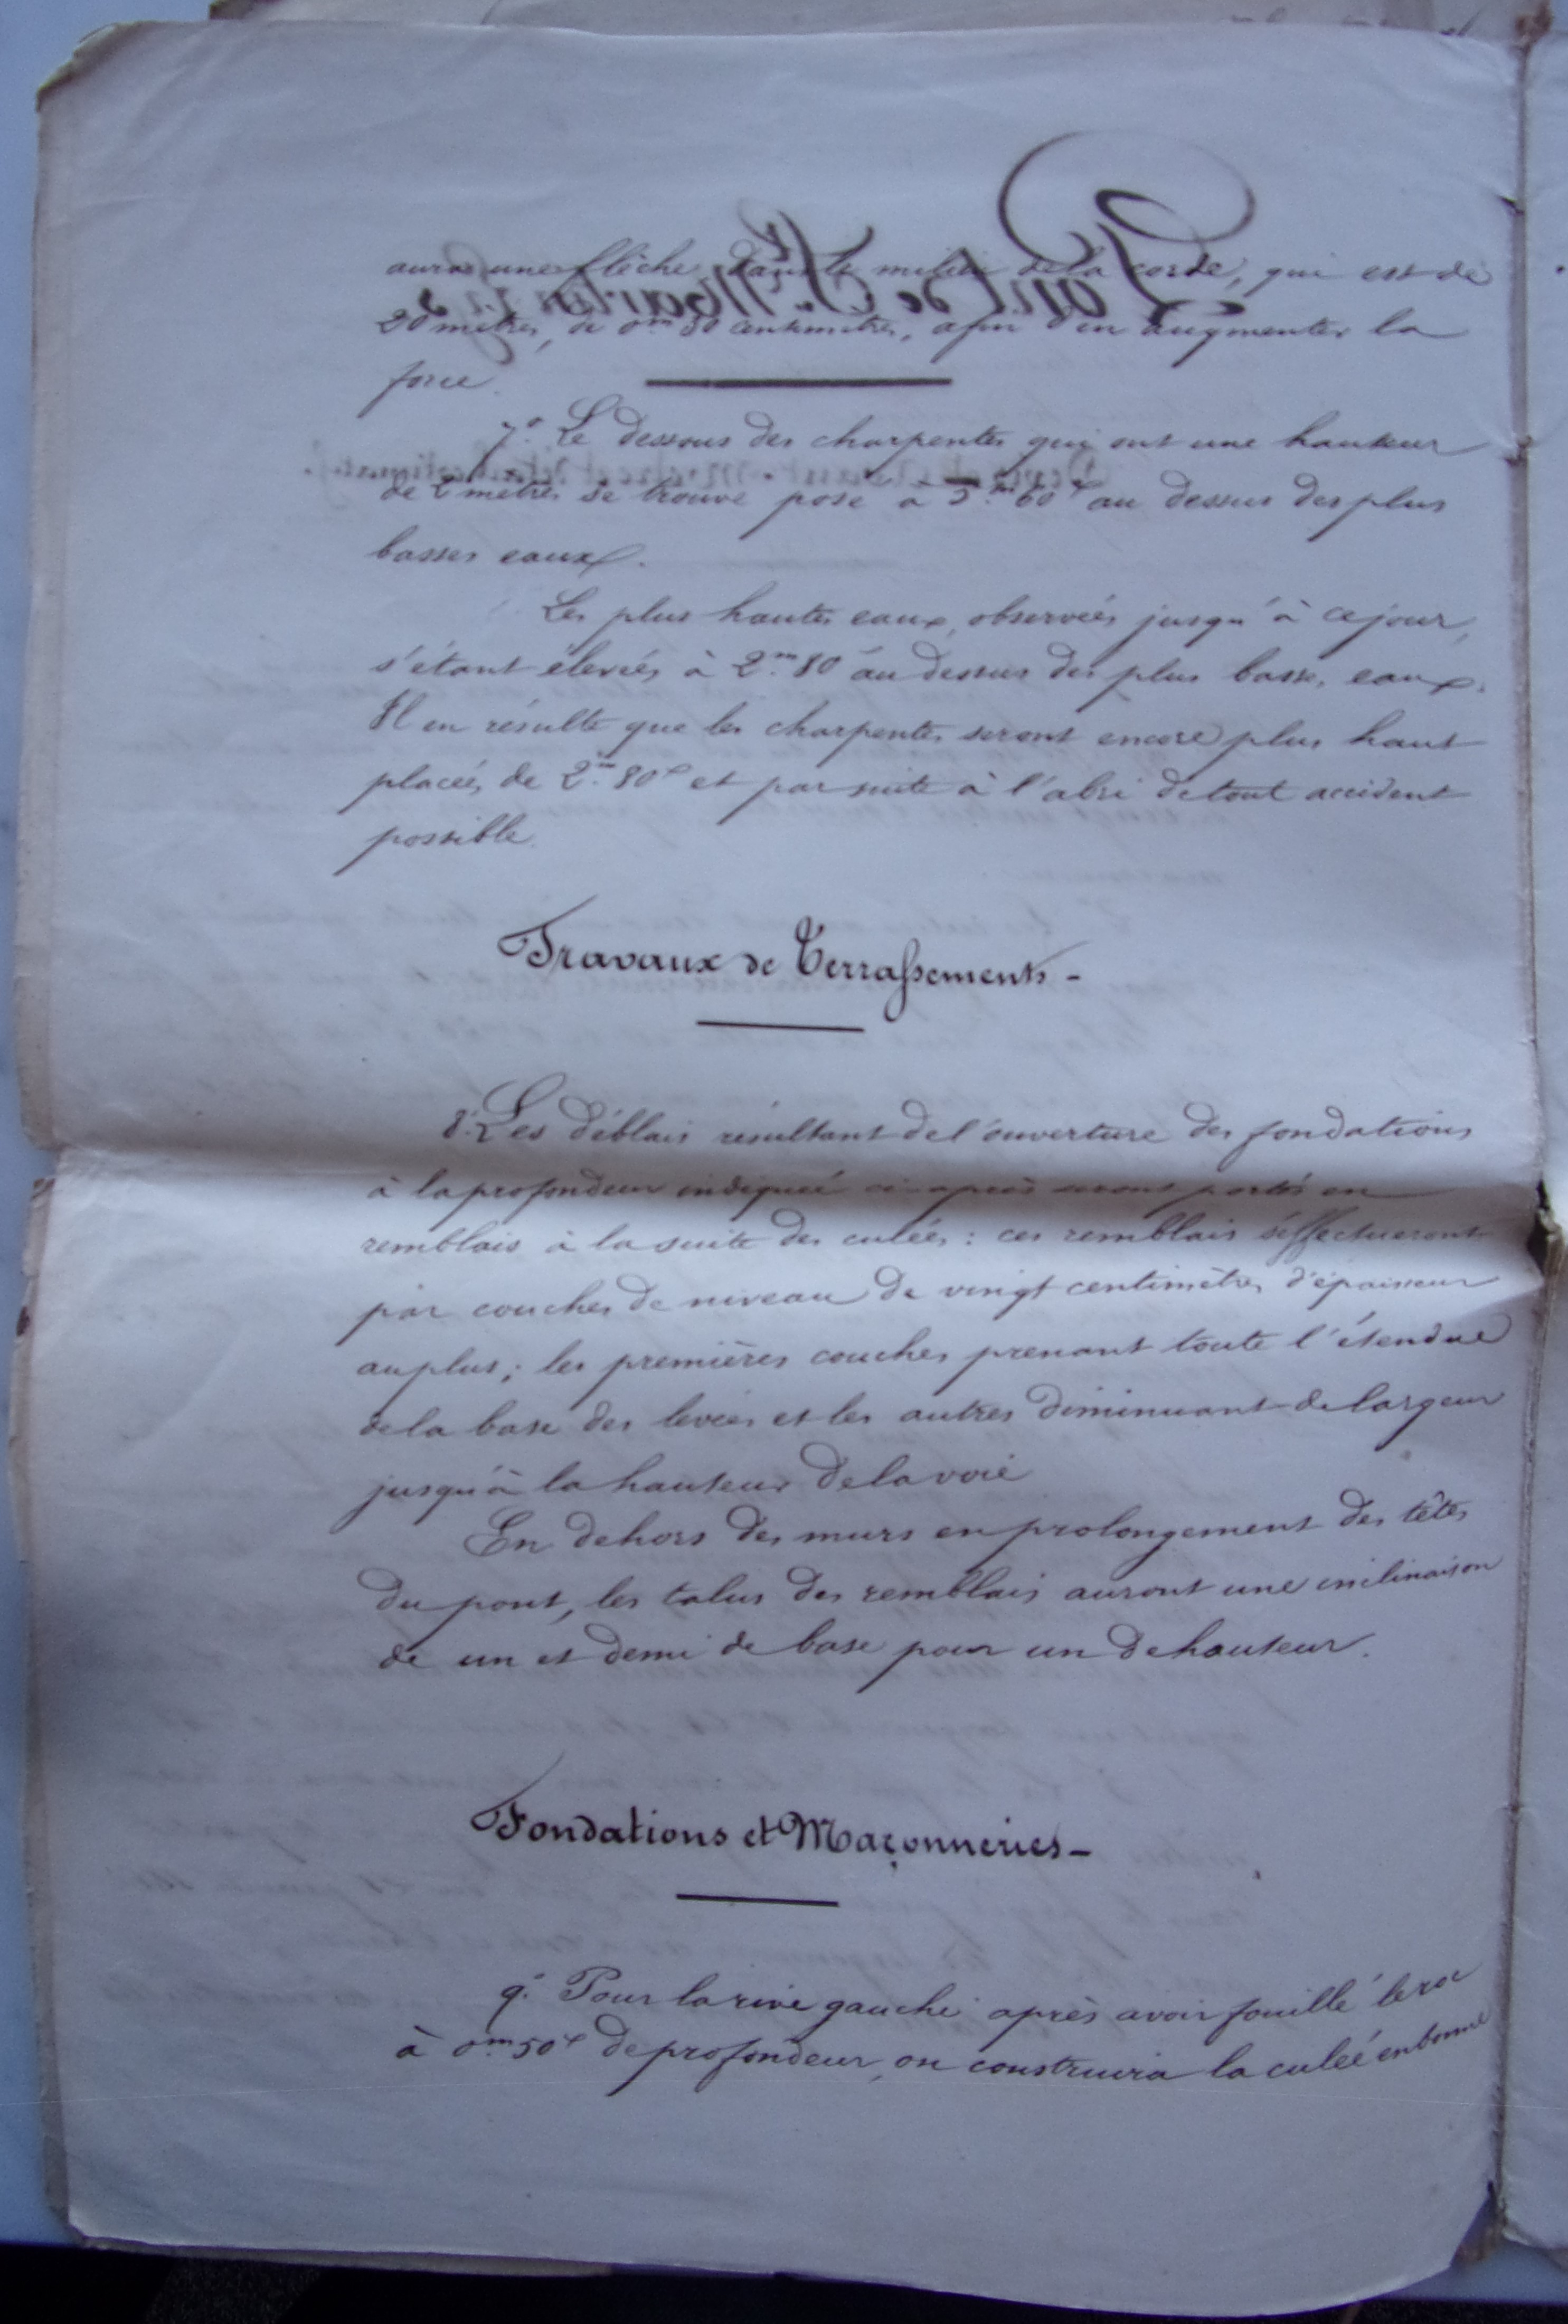 aura une flèche, dans le milieu de la corde, qui est de
20 mètres, de 0.m 80 centimètres, afin d'en augmenter la
force.
7.o Le dessous des charpentes qui ont une hauteur
de 2 mètres se trouve posé à 5.m 60c au dessus des plus
basses eaux.
Les plus hautes eaux, observées jusqu'à ce jour,
s'étant élevées à 2.m 80 au dessus des plus basses eaux.
Il en résulte que les charpentes seront encore plus haut
placées de 2.m 80c et par suite à l'abri de tout accident
possible.
Travaux de Terrassements -
8.o Les déblais résultant de l'ouverture des fondations
à la profondeur indiquée ci-après seront portés en
remblais à la suite des culées : ces remblais s'éffectueront
par couches de niveau de vingt centimètres d'épaisseur
au plus ; les premières couches prenant toute l'étendue
de la base des levées et les autres diminuant de largeur
jusqu'à la hauteur de la voie
En dehors des murs en prolongement des têtes
du pont, les talus des remblais auront une inclinaison
de un et demi de base pour un de hauteur.
Fondations et Maçonneries -
9.o Pour la rive gauche après avoir fouillé le roc
à 0.m 50c de profondeur, on construira la culée en bonne